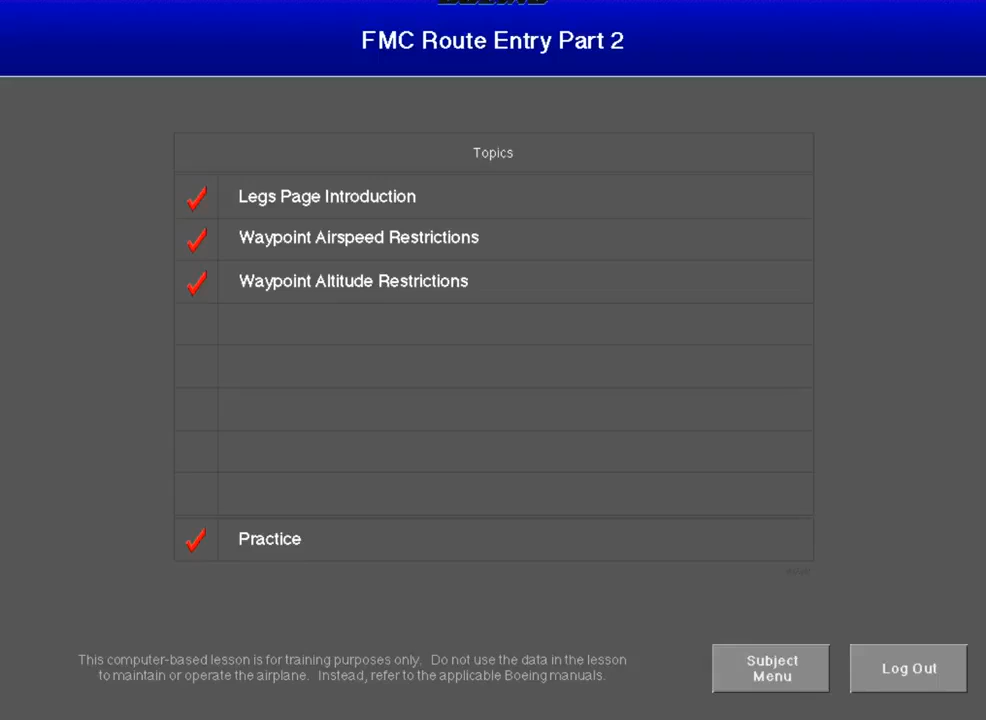 FMC Route Entry Part 2
Topics
Legs Page Introduction
Waypoint Airspeed Restrictions
Waypoint Altitude Restrictions
Practice
This computer-based lesson is for training purposes only. Do not use the data in the lesson
to maintain or operate the airplane. Instead, refer to the applicable Boeing manuals.
Subject
Menu
Log Out